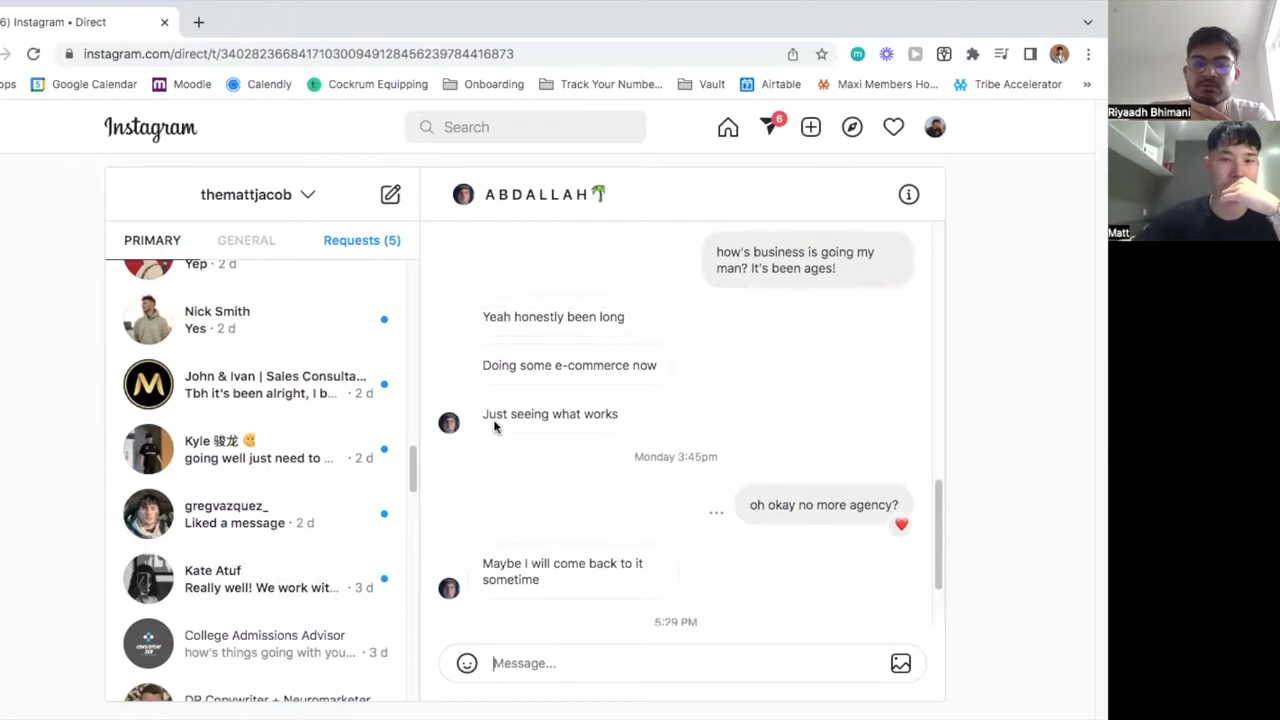 6) Instagram • Direct
instagram.com/direct/t/340282366841710300949128456239784416873
ps
Google Calendar
Moodle
Calendly
Cockrum Equipping
Onboarding
Track Your Numbe...
Vault
Airtable
Maxi Members Ho...
Tribe Accelerator
»
Riyaadh Bhimani
Matt
Instagram
Search
6
themattjacob
PRIMARY
GENERAL
Requests (5)
Yep · 2 d
Nick Smith
Yes · 2 d
John & Ivan | Sales Consulta...
Tbh it's been alright, I b... · 2 d
Kyle 骏龙
going well just need to ... · 2 d
gregvazquez_
Liked a message · 2 d
Kate Atuf
Really well! We work wit... · 3 d
College Admissions Advisor
how's things going with you... · 3 d
DR Copywriter + Neuromarketer
A B D A L L A H🌴
how's business is going my
man? It's been ages!
Yeah honestly been long
Doing some e-commerce now
Just seeing what works
Monday 3:45pm
oh okay no more agency?
Maybe I will come back to it
sometime
5:29 PM
Message...